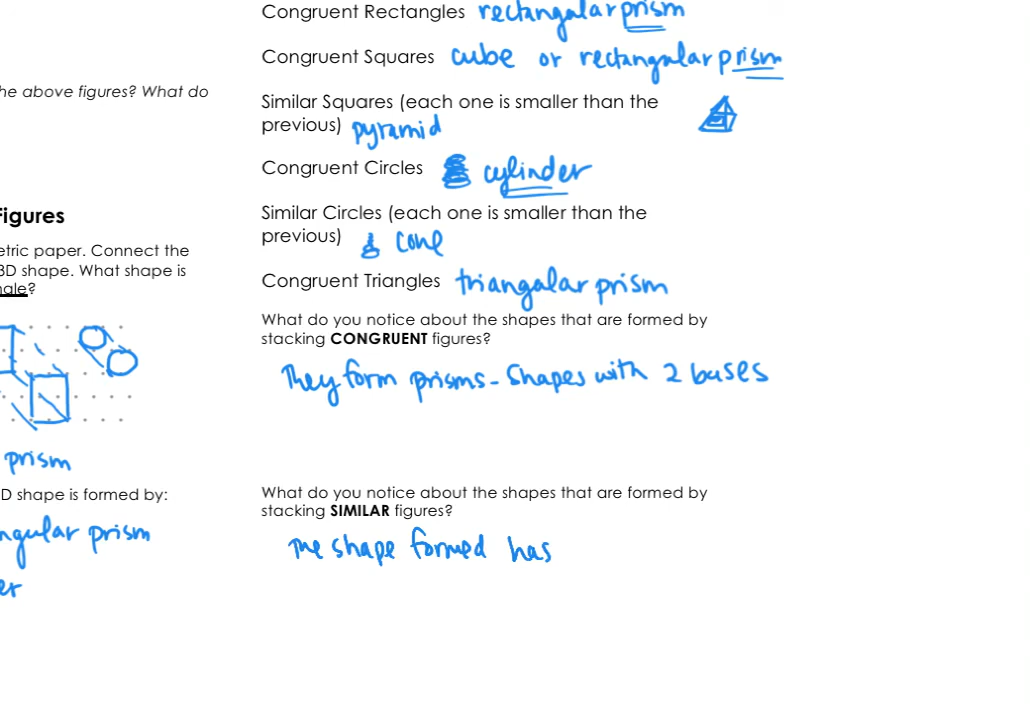 Congruent Rectangles rectangular prism
Congruent Squares cube or rectangular prism
he above figures? What do
Similar Squares (each one is smaller than the
previous) pyramid
Congruent Circles cylinder
Figures
Similar Circles (each one is smaller than the
previous) cone
etric paper. Connect the
3D shape. What shape is
nale?
Congruent Triangles triangular prism
What do you notice about the shapes that are formed by
stacking CONGRUENT figures?
They form prisms - shapes with 2 bases
prism
D shape is formed by:
ngular prism
er
What do you notice about the shapes that are formed by
stacking SIMILAR figures?
The shape formed has